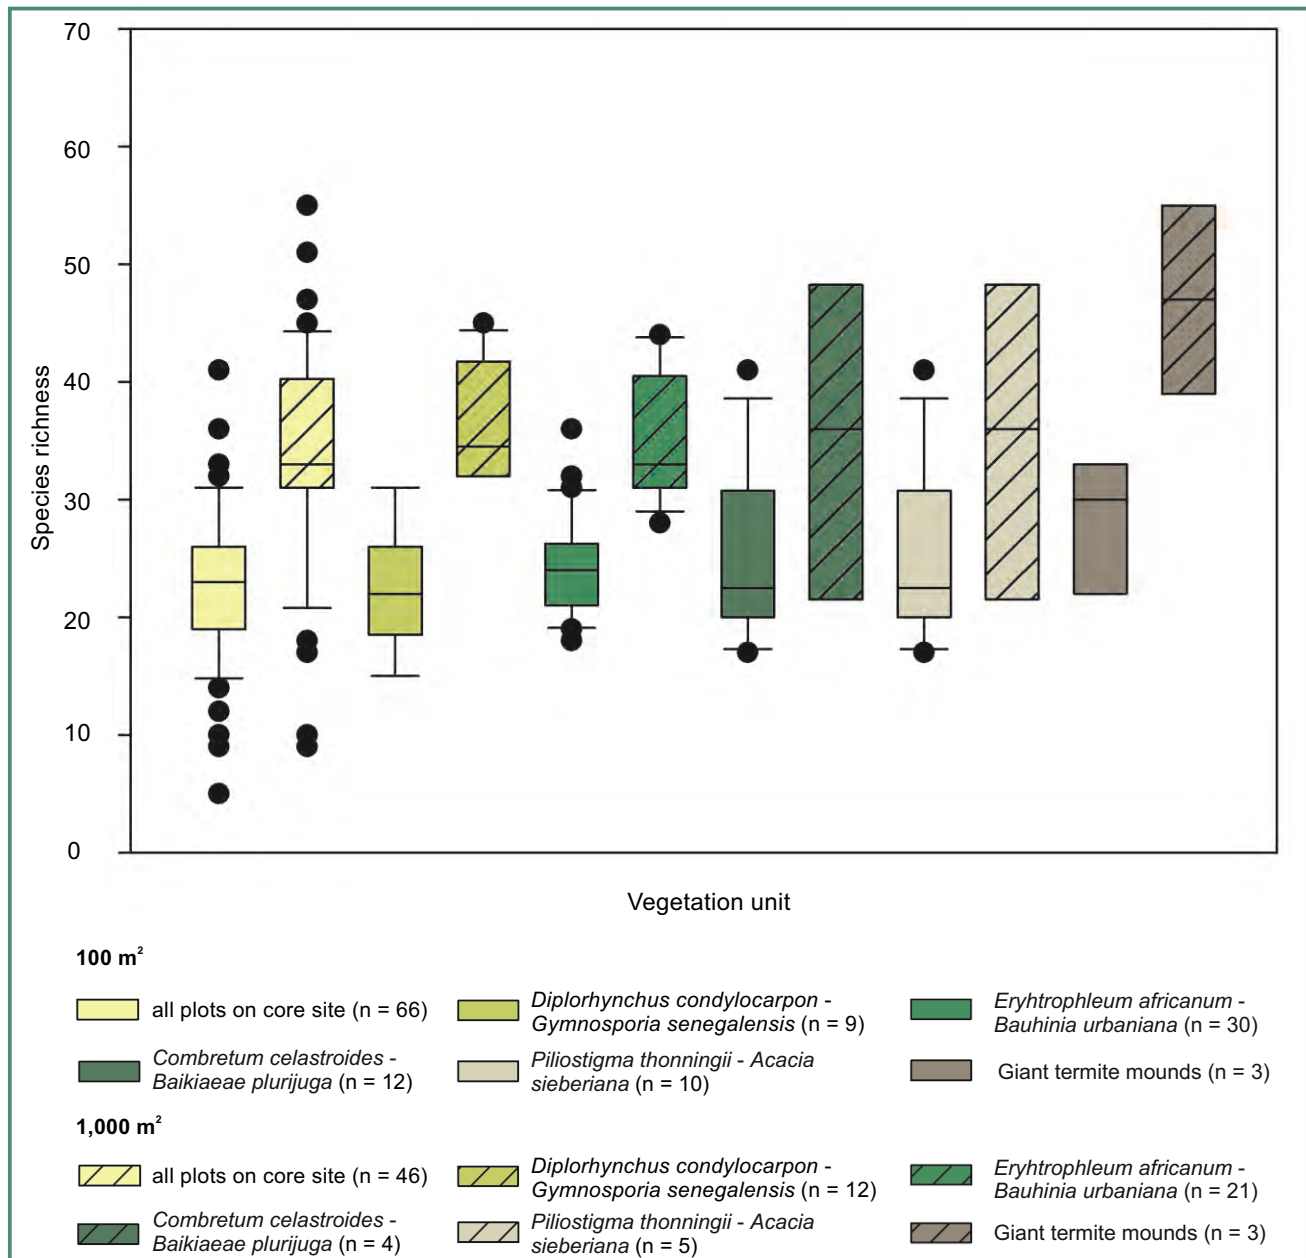 70
60
50
40
30
20
10
0
Species richness
Vegetation unit
100 m²
all plots on core site (n = 66)
Diplorhynchus condylocarpon -
Gymnosporia senegalensis (n = 9)
Eryhtrophleum africanum -
Bauhinia urbaniana (n = 30)
Combretum celastroides -
Baikiaeae plurijuga (n = 12)
Piliostigma thonningii - Acacia
sieberiana (n = 10)
Giant termite mounds (n = 3)
1,000 m²
all plots on core site (n = 46)
Diplorhynchus condylocarpon -
Gymnosporia senegalensis (n = 12)
Eryhtrophleum africanum -
Bauhinia urbaniana (n = 21)
Combretum celastroides -
Baikiaeae plurijuga (n = 4)
Piliostigma thonningii - Acacia
sieberiana (n = 5)
Giant termite mounds (n = 3)